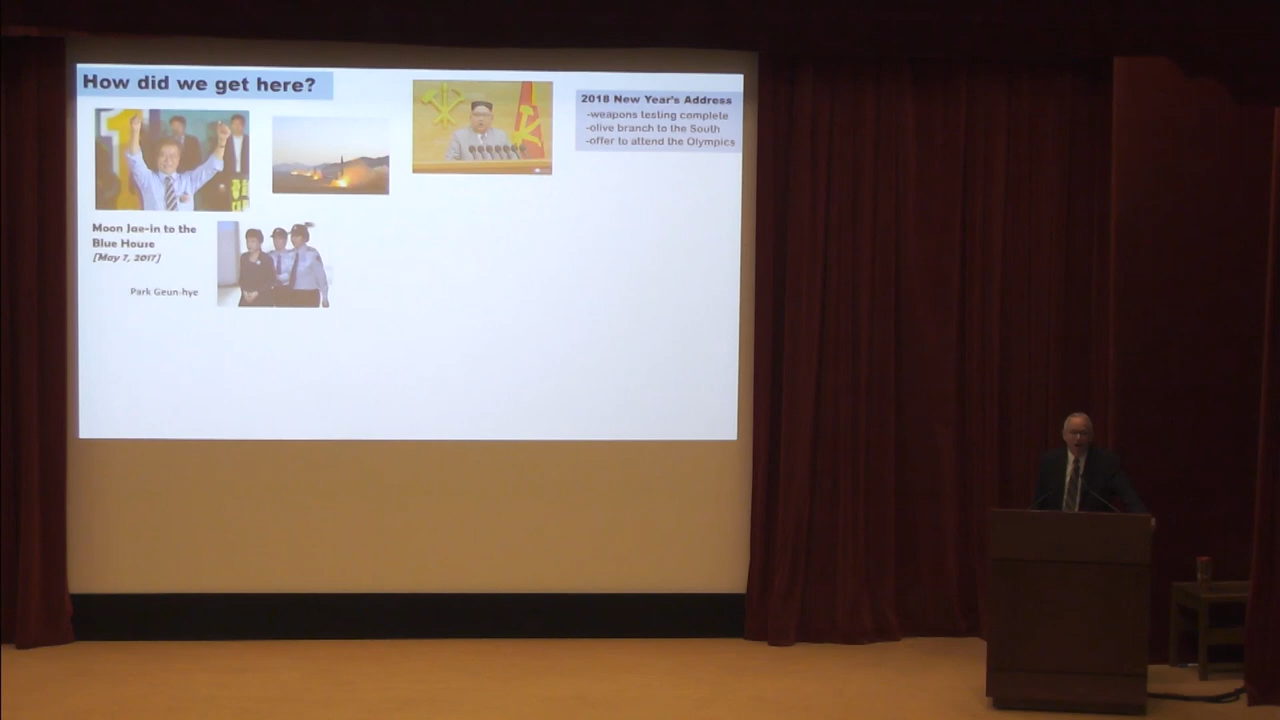 How did we get here?
2018 New Year's Address
-weapons testing complete
-olive branch to the South
-offer to attend the Olympics
1
Moon Jae-in to the
Blue House
[May 7, 2017]
Park Geun-hye